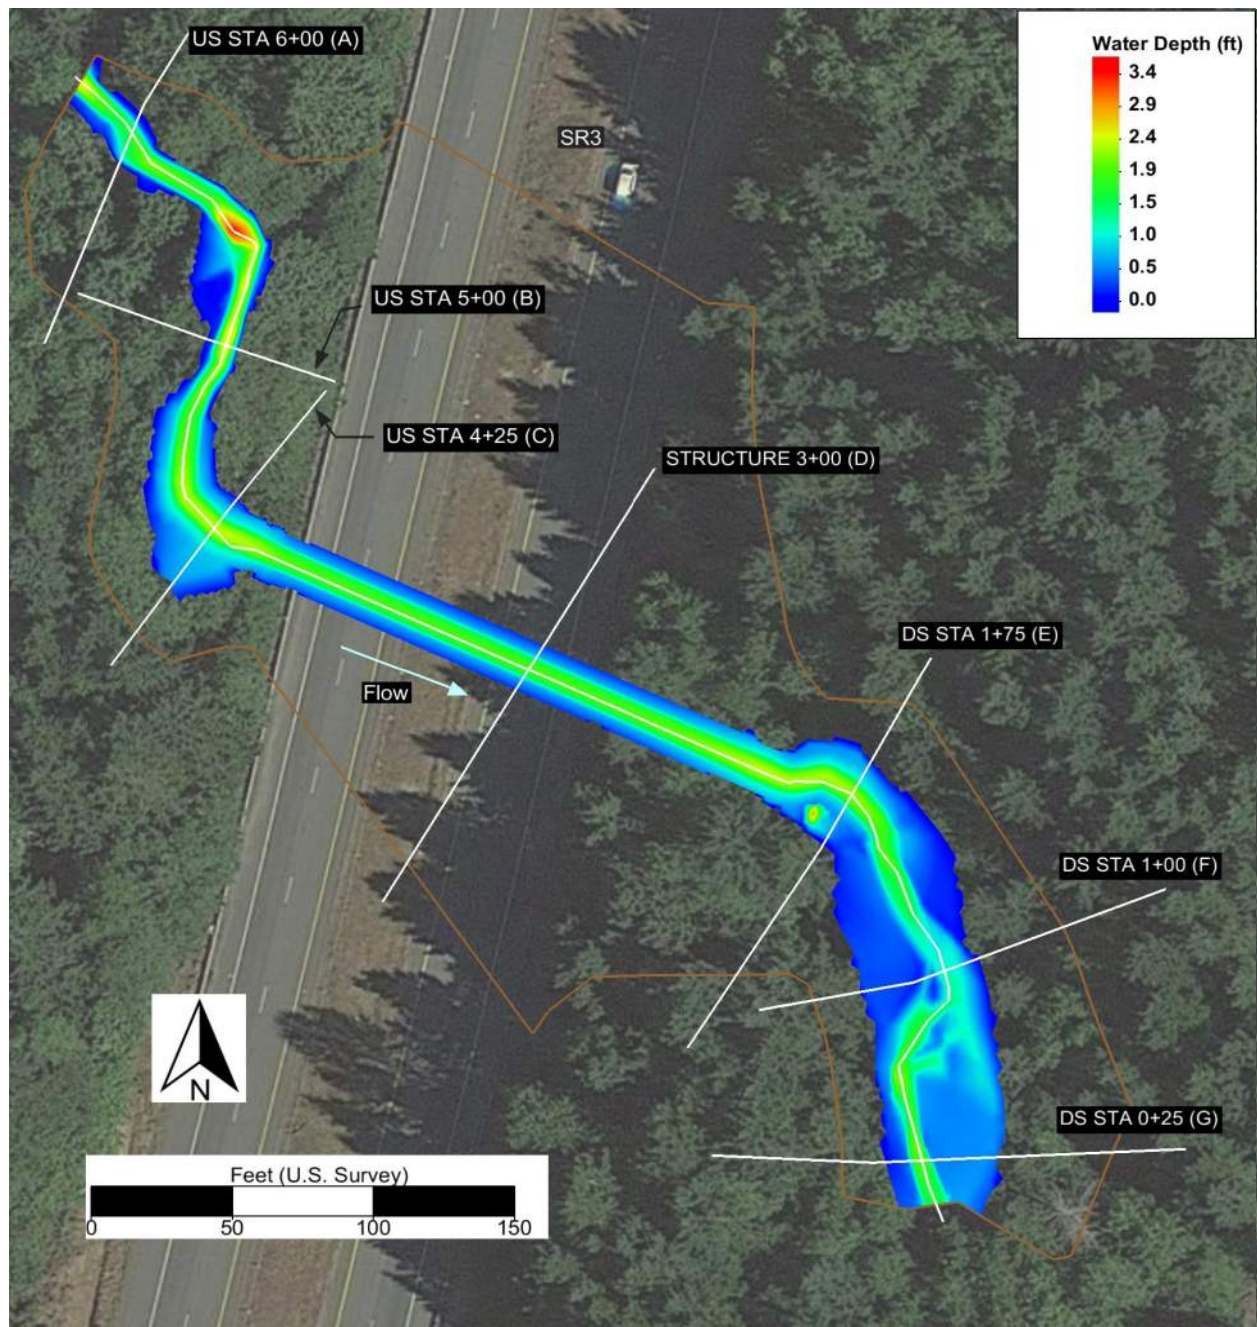 US STA 6+00 (A)
Water Depth (ft)
3.4
2.9
2.4
1.9
1.5
1.0
0.5
0.0
SR3
US STA 5+00 (B)
US STA 4+25 (C)
STRUCTURE 3+00 (D)
DS STA 1+75 (E)
Flow
DS STA 1+00 (F)
N
DS STA 0+25 (G)
Feet (U.S. Survey)
0 50 100 150